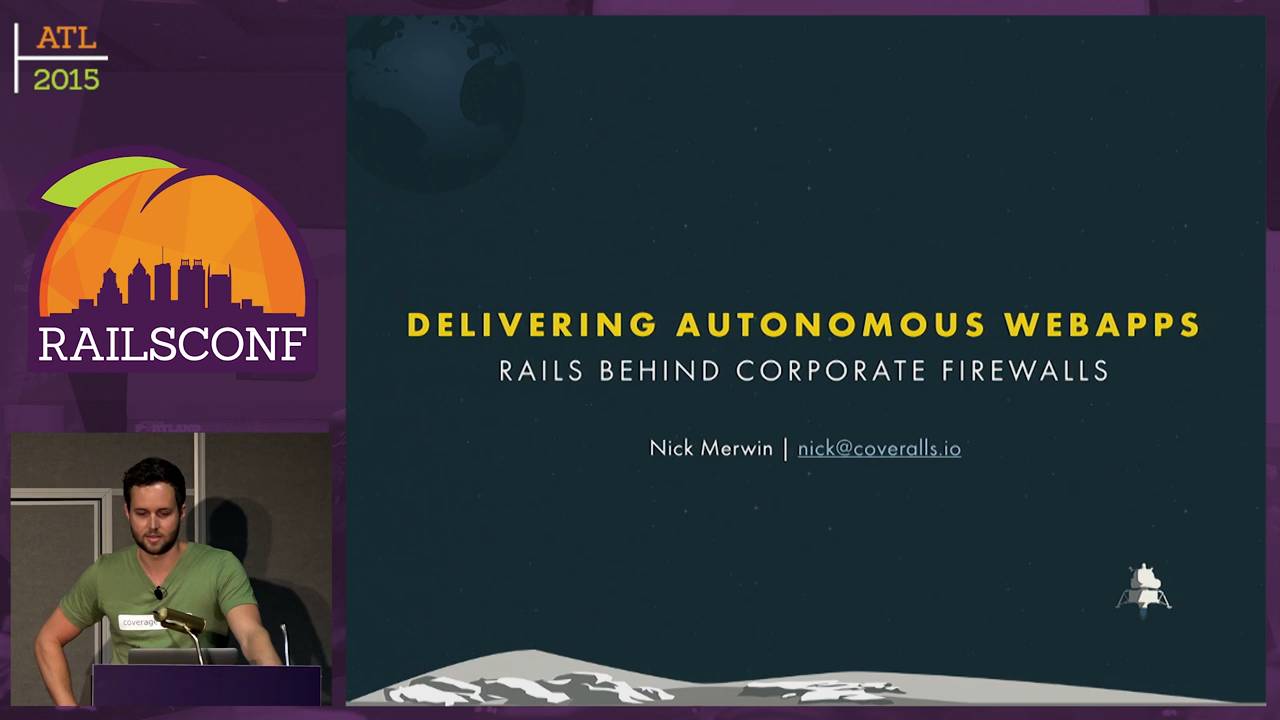 ATL
2015
RAILSCONF
DELIVERING AUTONOMOUS WEBAPPS
RAILS BEHIND CORPORATE FIREWALLS
Nick Merwin | nick@coveralls.io